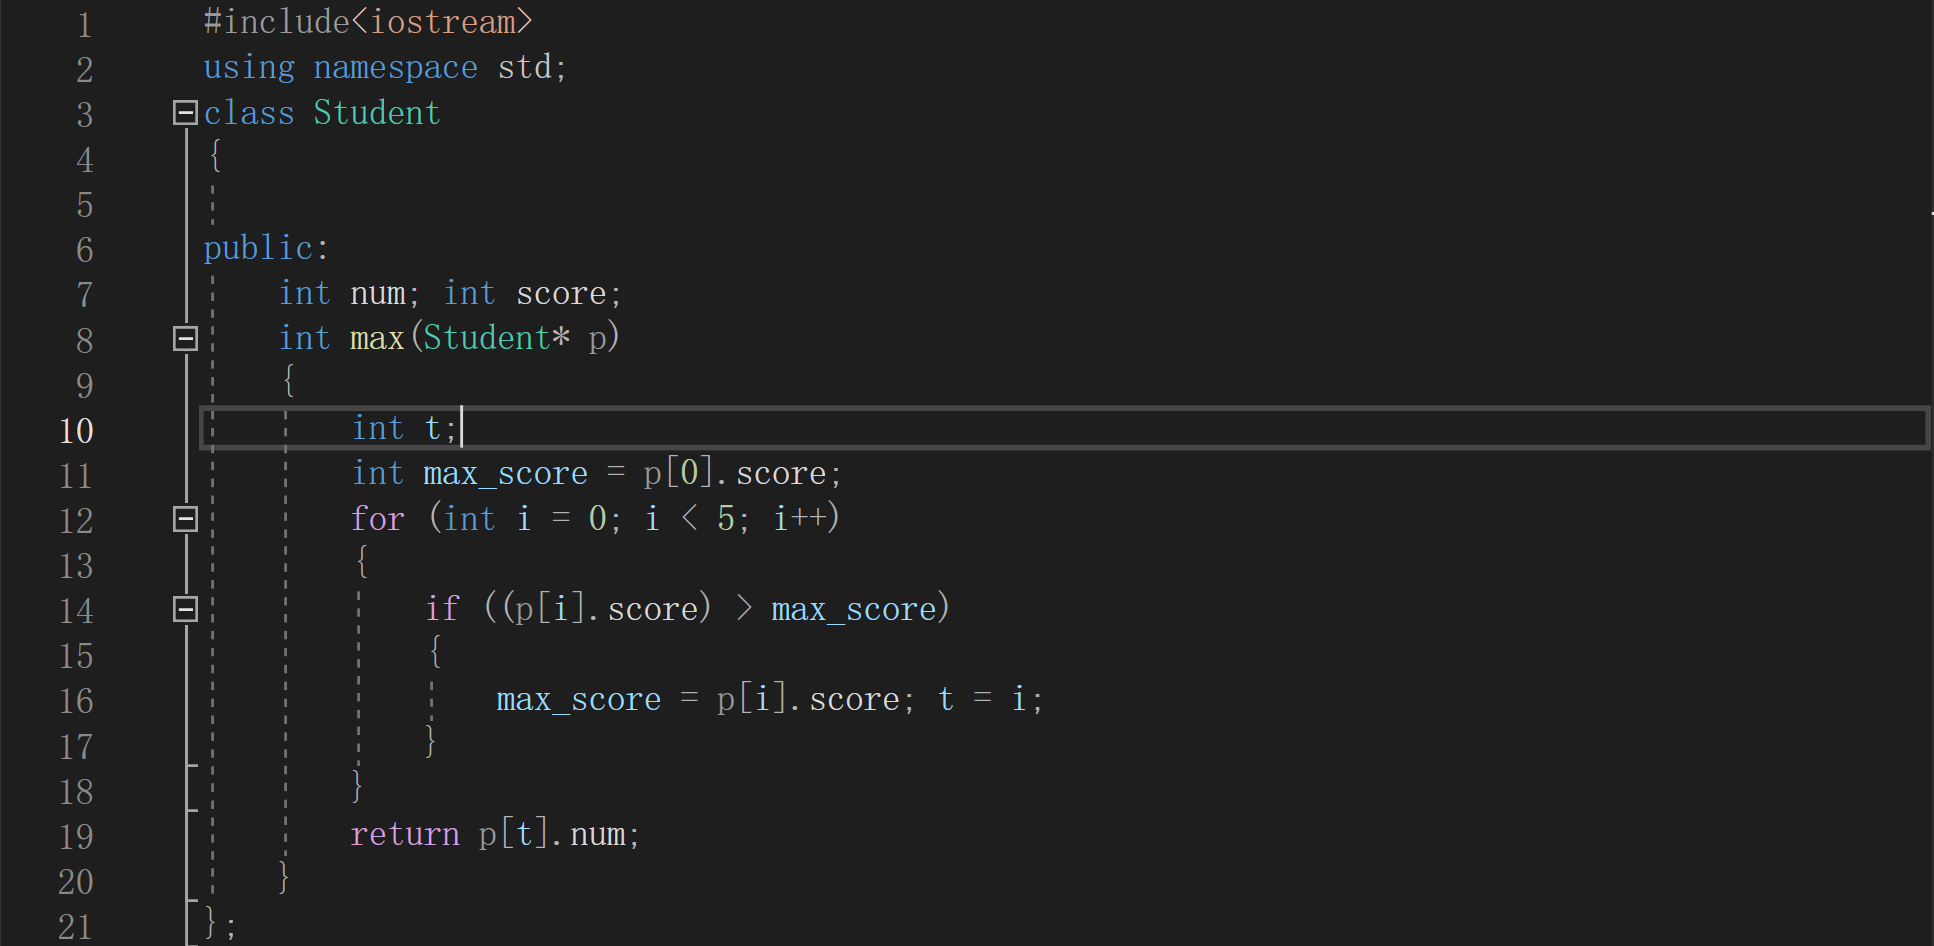 1 #include<iostream>
2 using namespace std;
3 class Student
4 {
5
6 public:
7 int num; int score;
8 int max(Student* p)
9 {
10 int t;
11 int max_score = p[0].score;
12 for (int i = 0; i < 5; i++)
13 {
14 if ((p[i].score) > max_score)
15 {
16 max_score = p[i].score; t = i;
17 }
18 }
19 return p[t].num;
20 }
21 };